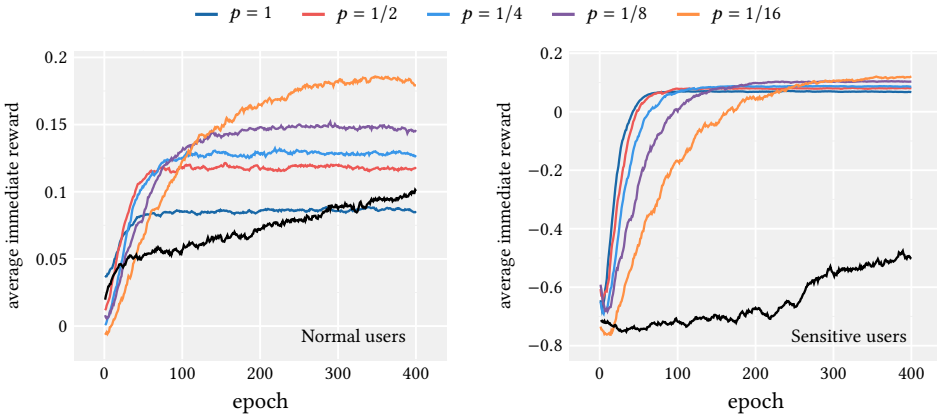 p = 1 p = 1/2 p = 1/4 p = 1/8 p = 1/16
average immediate reward
0.2
0.15
0.1
0.05
0
Normal users
0 100 200 300 400
epoch
average immediate reward
0.2
0
−0.2
−0.4
−0.6
−0.8
Sensitive users
0 100 200 300 400
epoch